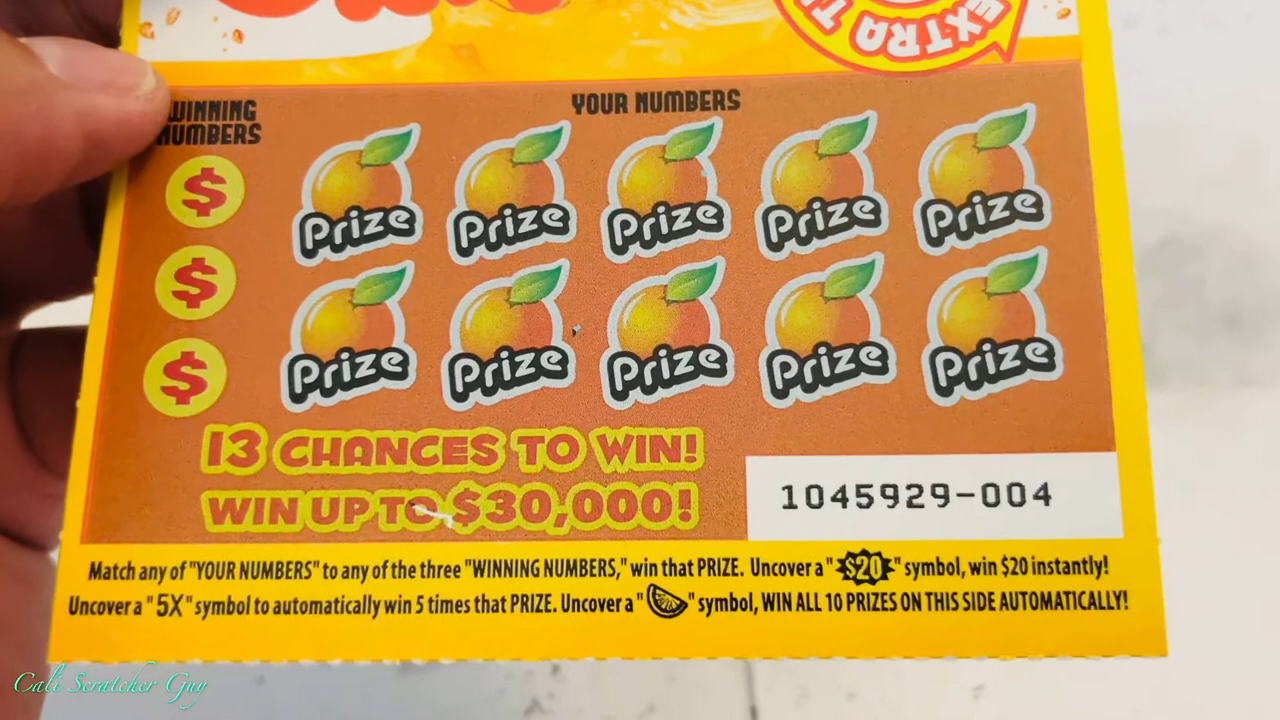 EXTRA
WINNING
NUMBERS
YOUR NUMBERS
$
$
$
Prize Prize Prize Prize Prize
Prize Prize Prize Prize Prize
13 CHANCES TO WIN!
WIN UP TO $30,000!
1045929-004
Match any of "YOUR NUMBERS" to any of the three "WINNING NUMBERS," win that PRIZE. Uncover a "$20" symbol, win $20 instantly!
Uncover a "5X" symbol to automatically win 5 times that PRIZE. Uncover a " " symbol, WIN ALL 10 PRIZES ON THIS SIDE AUTOMATICALLY!
Cali Scratcher Guy